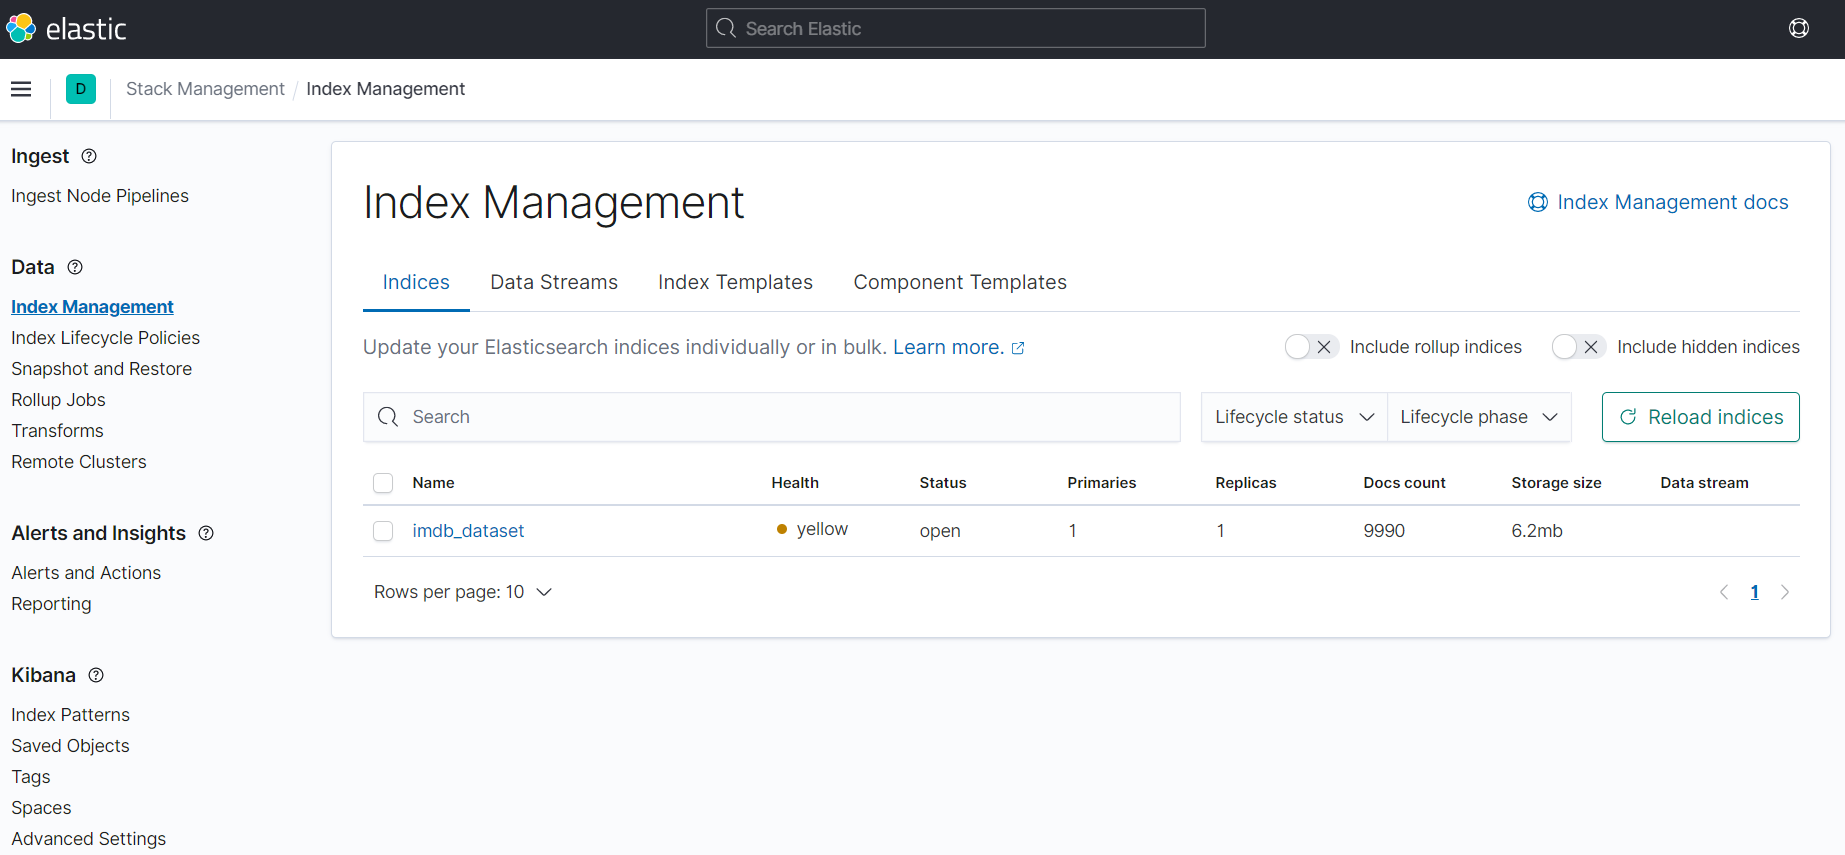 elastic
Search Elastic
D
Stack Management / Index Management
Ingest
Ingest Node Pipelines
Data
Index Management
Index Lifecycle Policies
Snapshot and Restore
Rollup Jobs
Transforms
Remote Clusters
Alerts and Insights
Alerts and Actions
Reporting
Kibana
Index Patterns
Saved Objects
Tags
Spaces
Advanced Settings
Index Management
Index Management docs
Indices Data Streams Index Templates Component Templates
Update your Elasticsearch indices individually or in bulk. Learn more.
Include rollup indices
Include hidden indices
Search
Lifecycle status
Lifecycle phase
Reload indices
Name Health Status Primaries Replicas Docs count Storage size Data stream
imdb_dataset yellow open 1 1 9990 6.2mb
Rows per page: 10
1